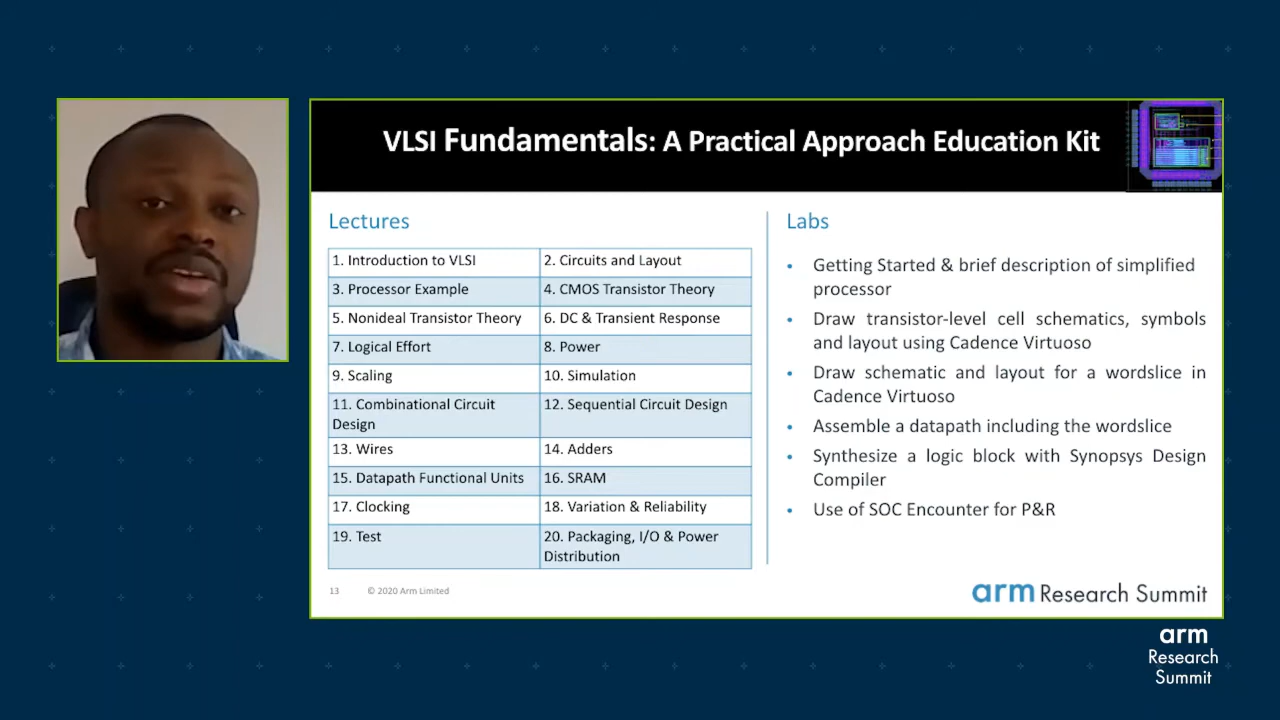 VLSI Fundamentals: A Practical Approach Education Kit
Lectures
1. Introduction to VLSI
2. Circuits and Layout
3. Processor Example
4. CMOS Transistor Theory
5. Nonideal Transistor Theory
6. DC & Transient Response
7. Logical Effort
8. Power
9. Scaling
10. Simulation
11. Combinational Circuit
Design
12. Sequential Circuit Design
13. Wires
14. Adders
15. Datapath Functional Units
16. SRAM
17. Clocking
18. Variation & Reliability
19. Test
20. Packaging, I/O & Power
Distribution
Labs
• Getting Started & brief description of simplified
processor
• Draw transistor-level cell schematics, symbols
and layout using Cadence Virtuoso
• Draw schematic and layout for a wordslice in
Cadence Virtuoso
• Assemble a datapath including the wordslice
• Synthesize a logic block with Synopsys Design
Compiler
• Use of SOC Encounter for P&R
13 © 2020 Arm Limited
arm Research Summit
arm
Research
Summit